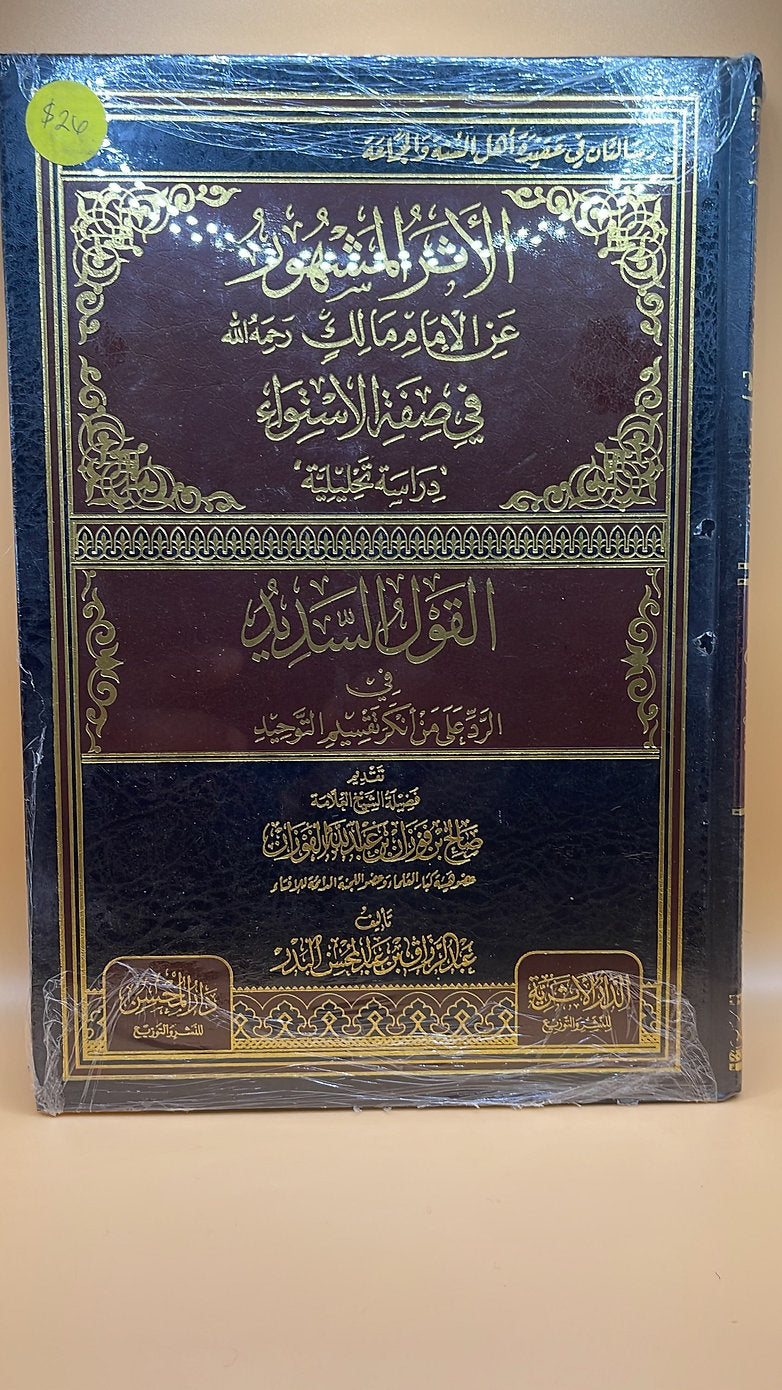 $26
رسالتان في عقيدة أهل السنة والجماعة
الأثر المشهور
عن الإمام مالك رحمه الله
في صفة الاستواء
"دراسة تحليلية"
القول السديد
في
الرد على من أنكر تقسيم التوحيد
تقديم
فضيلة الشيخ العلامة
صالح بن فوزان بن عبد الله الفوزان
عضو هيئة كبار العلماء وعضو اللجنة الدائمة للإفتاء
تأليف
عبد الرزاق بن عبد المحسن البدر
الدار الأثرية
للنشر والتوزيع
دار المحسن
للنشر والتوزيع